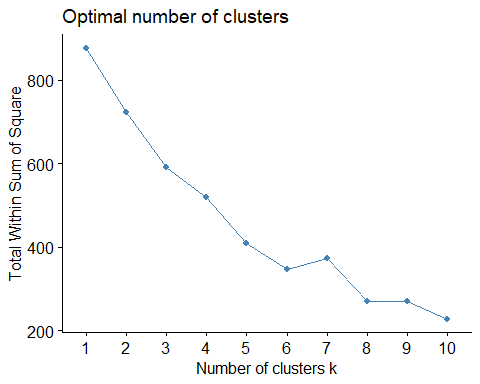 Optimal number of clusters
Total Within Sum of Square
800
600
400
200
1 2 3 4 5 6 7 8 9 10
Number of clusters k